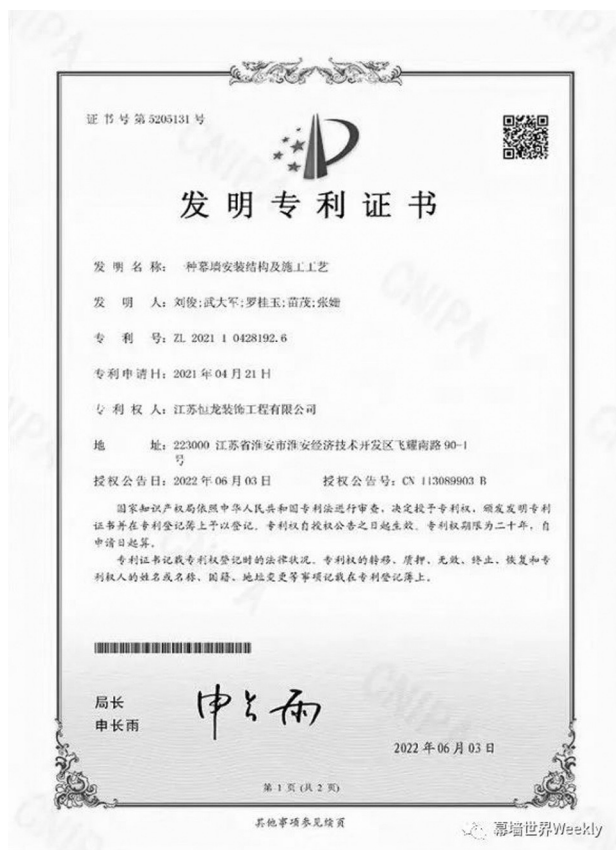 证书号第5205131号
发明专利证书
发明名称：一种幕墙安装结构及施工工艺
发明人：刘俊;武大军;罗桂玉;苗茂;张姗
专利号：ZL 2021 1 0428192.6
专利申请日：2021年04月21日
专利权人：江苏恒龙装饰工程有限公司
地址：223000 江苏省淮安市淮安经济技术开发区飞耀南路90-1
号
授权公告日：2022年06月03日 授权公告号：CN 113089903 B
国家知识产权局依照中华人民共和国专利法进行审查，决定授予专利权，颁发发明专利
证书并在专利登记簿上予以登记。专利权自授权公告之日起生效。专利权期限为二十年，自
申请日起算。
专利证书记载专利权登记时的法律状况。专利权的转移、质押、无效、终止、恢复和专
利权人的姓名或名称、国籍、地址变更等事项记载在专利登记簿上。
局长
申长雨
申长雨
2022年06月03日
第 1 页 (共 2 页)
其他事项参见续页
幕墙世界Weekly
CNIPA
CNIPA
CNIPA